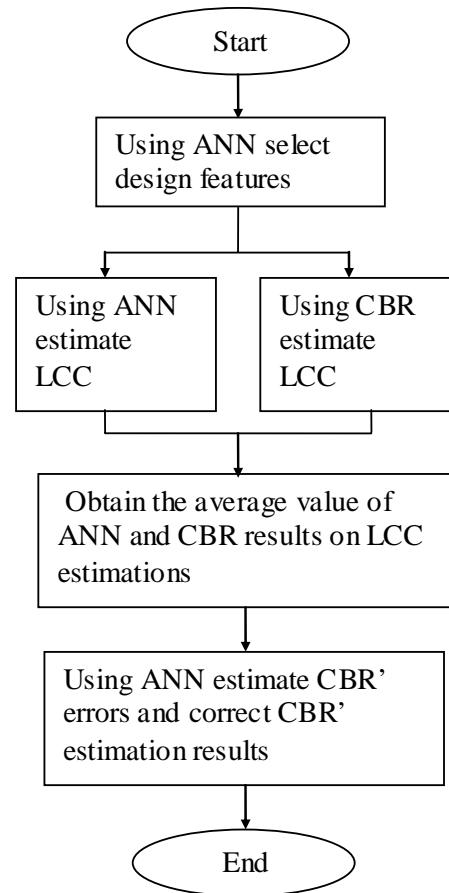 Start
Using ANN select
design features
Using ANN
estimate
LCC
Using CBR
estimate
LCC
Obtain the average value of
ANN and CBR results on LCC
estimations
Using ANN estimate CBR’
errors and correct CBR’
estimation results
End